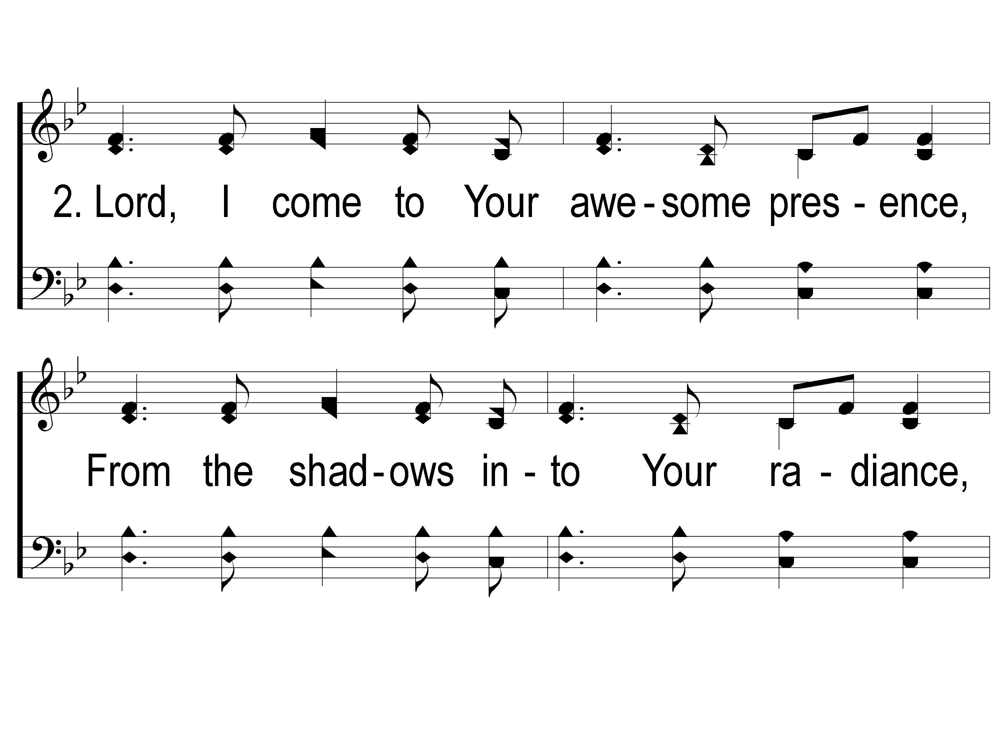 2. Lord, I come to Your awe - some pres - ence,
From the shad - ows in - to Your ra - diance,